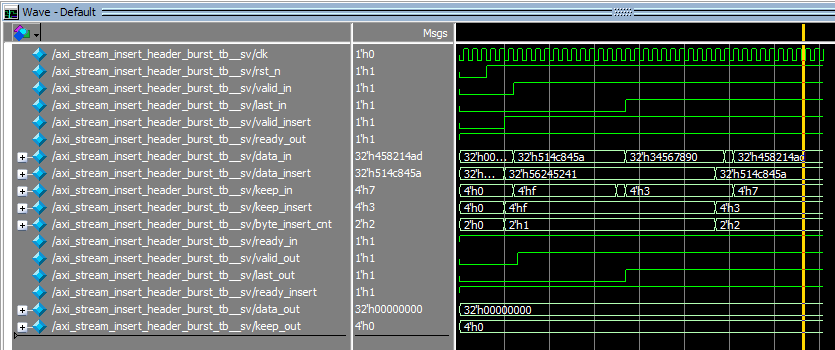 Wave - Default
Msgs
/axi_stream_insert_header_burst_tb__sv/clk 1'h0
/axi_stream_insert_header_burst_tb__sv/rst_n 1'h1
/axi_stream_insert_header_burst_tb__sv/valid_in 1'h1
/axi_stream_insert_header_burst_tb__sv/last_in 1'h1
/axi_stream_insert_header_burst_tb__sv/valid_insert 1'h1
/axi_stream_insert_header_burst_tb__sv/ready_out 1'h1
/axi_stream_insert_header_burst_tb__sv/data_in 32'h458214ad 32'h00... 32'h514c845a 32'h34567890 32'h458214ad
/axi_stream_insert_header_burst_tb__sv/data_insert 32'h514c845a 32'h... 32'h56245241 32'h514c845a
/axi_stream_insert_header_burst_tb__sv/keep_in 4'h7 4'h0 4'hf 4'h3 4'h7
/axi_stream_insert_header_burst_tb__sv/keep_insert 4'h3 4'h0 4'hf 4'h3
/axi_stream_insert_header_burst_tb__sv/byte_insert_cnt 2'h2 2'h0 2'h1 2'h2
/axi_stream_insert_header_burst_tb__sv/ready_in 1'h1
/axi_stream_insert_header_burst_tb__sv/valid_out 1'h1
/axi_stream_insert_header_burst_tb__sv/last_out 1'h1
/axi_stream_insert_header_burst_tb__sv/ready_insert 1'h1
/axi_stream_insert_header_burst_tb__sv/data_out 32'h00000000 32'h00000000
/axi_stream_insert_header_burst_tb__sv/keep_out 4'h0 4'h0